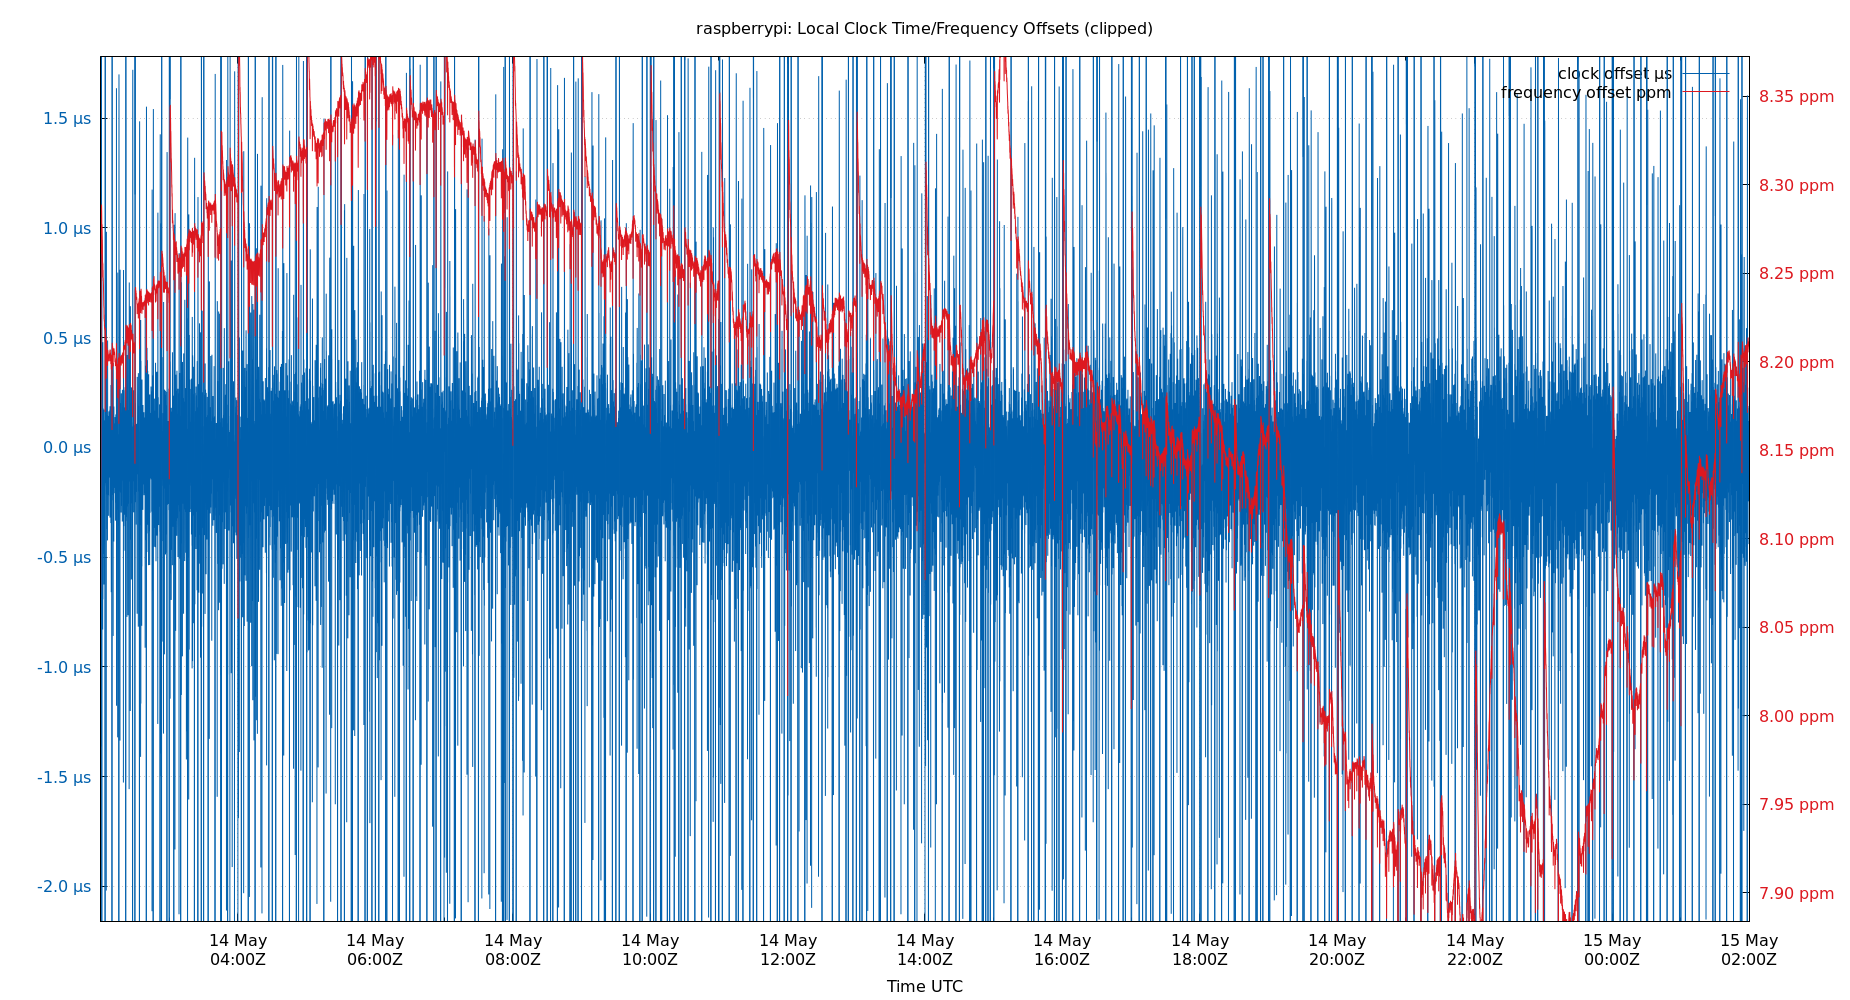 raspberrypi: Local Clock Time/Frequency Offsets (clipped)
clock offset µs
frequency offset ppm
1.5 µs
1.0 µs
0.5 µs
0.0 µs
-0.5 µs
-1.0 µs
-1.5 µs
-2.0 µs
8.35 ppm
8.30 ppm
8.25 ppm
8.20 ppm
8.15 ppm
8.10 ppm
8.05 ppm
8.00 ppm
7.95 ppm
7.90 ppm
14 May
04:00Z
14 May
06:00Z
14 May
08:00Z
14 May
10:00Z
14 May
12:00Z
14 May
14:00Z
14 May
16:00Z
14 May
18:00Z
14 May
20:00Z
14 May
22:00Z
15 May
00:00Z
15 May
02:00Z
Time UTC